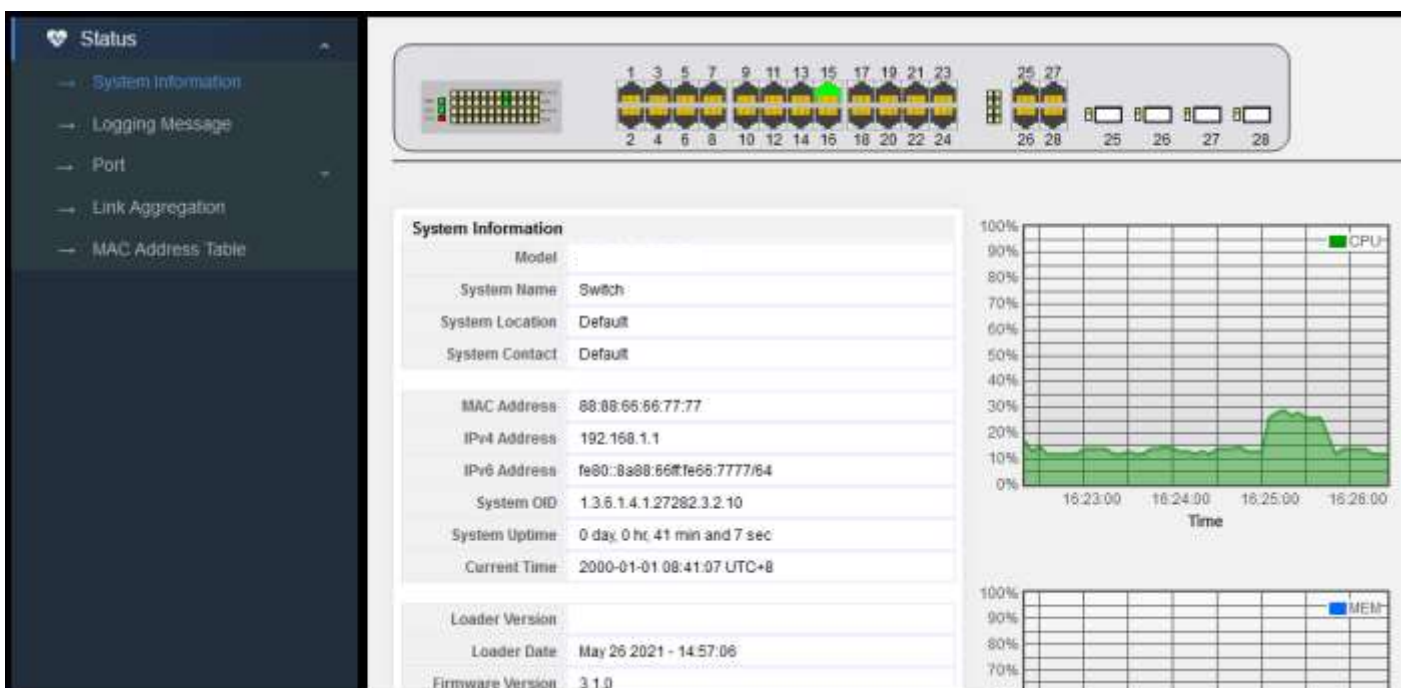 Status
System Information
Logging Message
Port
Link Aggregation
MAC Address Table
1 3 5 7 9 11 13 15 17 19 21 23 25 27
2 4 6 8 10 12 14 16 18 20 22 24 26 28 25 26 27 28
System Information
Model
System Name Switch
System Location Default
System Contact Default
MAC Address 88:88:66:66:77:77
IPv4 Address 192.168.1.1
IPv6 Address fe80::8a88:66ff:fe66:7777/64
System OID 1.3.6.1.4.1.27282.3.2.10
System Uptime 0 day, 0 hr, 41 min and 7 sec
Current Time 2000-01-01 08:41:07 UTC+8
Loader Version
Loader Date May 26 2021 - 14:57:06
Firmware Version 3.1.0
100%
90%
80%
70%
60%
50%
40%
30%
20%
10%
0%
CPU
16:23:00 16:24:00 16:25:00 16:26:00
Time
100%
90%
80%
70%
MEM